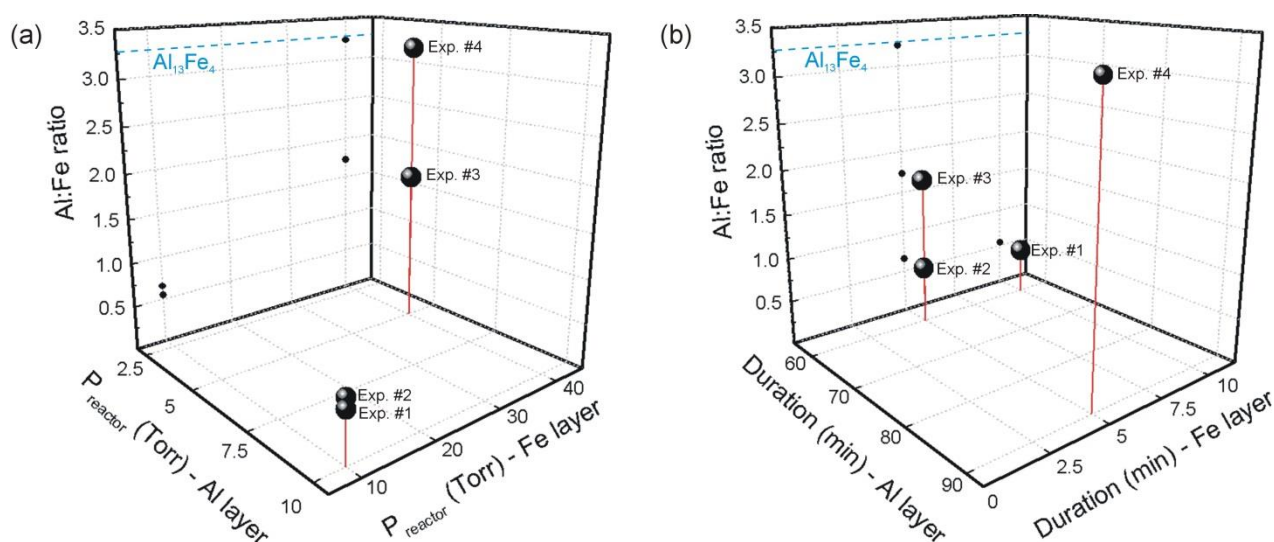 (a)
3.5
3.0
2.5
2.0
1.5
1.0
0.5
Al:Fe ratio
Al13Fe4
Exp. #4
Exp. #3
Exp. #2
Exp. #1
2.5
5
7.5
10
P reactor (Torr) - Al layer
10
20
30
40
P reactor (Torr) - Fe layer
(b)
3.5
3.0
2.5
2.0
1.5
1.0
0.5
Al:Fe ratio
Al13Fe4
Exp. #4
Exp. #3
Exp. #1
Exp. #2
60
70
80
90
Duration (min) - Al layer
0
2.5
5
7.5
10
Duration (min) - Fe layer